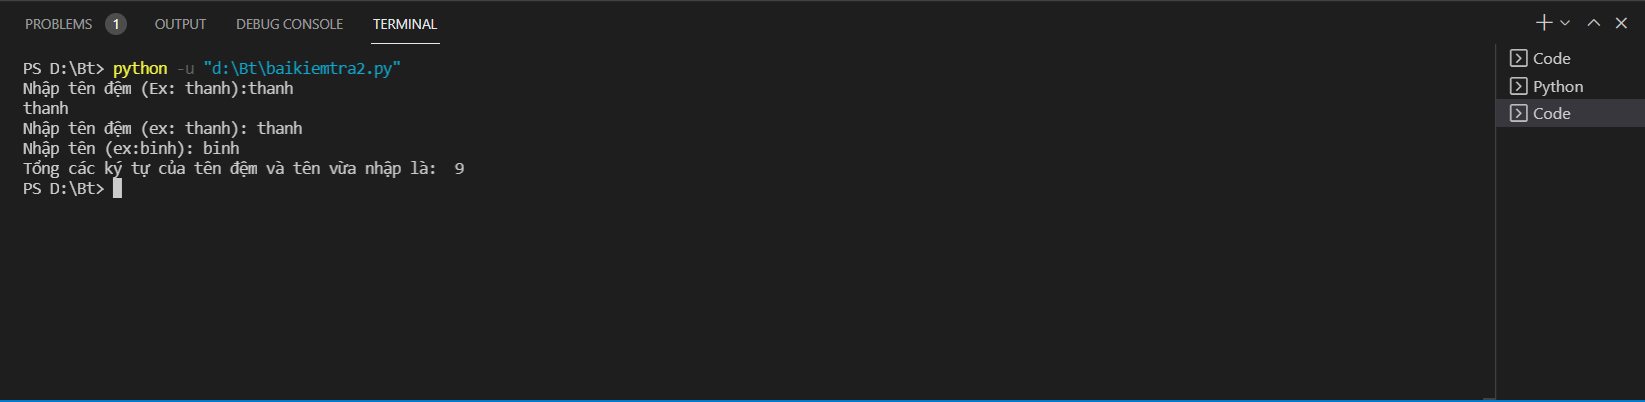 PROBLEMS 1 OUTPUT DEBUG CONSOLE TERMINAL
PS D:\Bt> python -u "d:\Bt\baikiemtra2.py"
Nhập tên đệm (Ex: thanh):thanh
thanh
Nhập tên đệm (ex: thanh): thanh
Nhập tên (ex:binh): binh
Tổng các ký tự của tên đệm và tên vừa nhập là:  9
PS D:\Bt>
Code
Python
Code